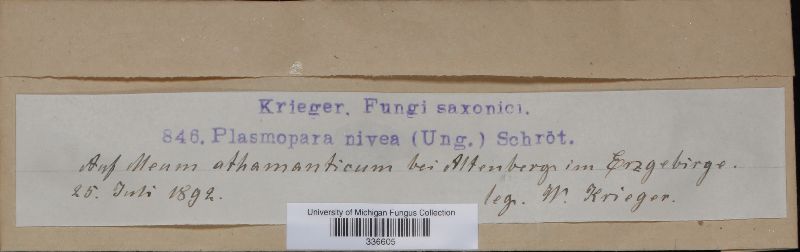 Krieger, Fungi saxonici.
846. Plasmopara nivea (Ung.) Schröt.
Auf Meum athamanticum bei Altenberg im Erzgebirge.
25. Juli 1892. leg. W. Krieger.
University of Michigan Fungus Collection
336605